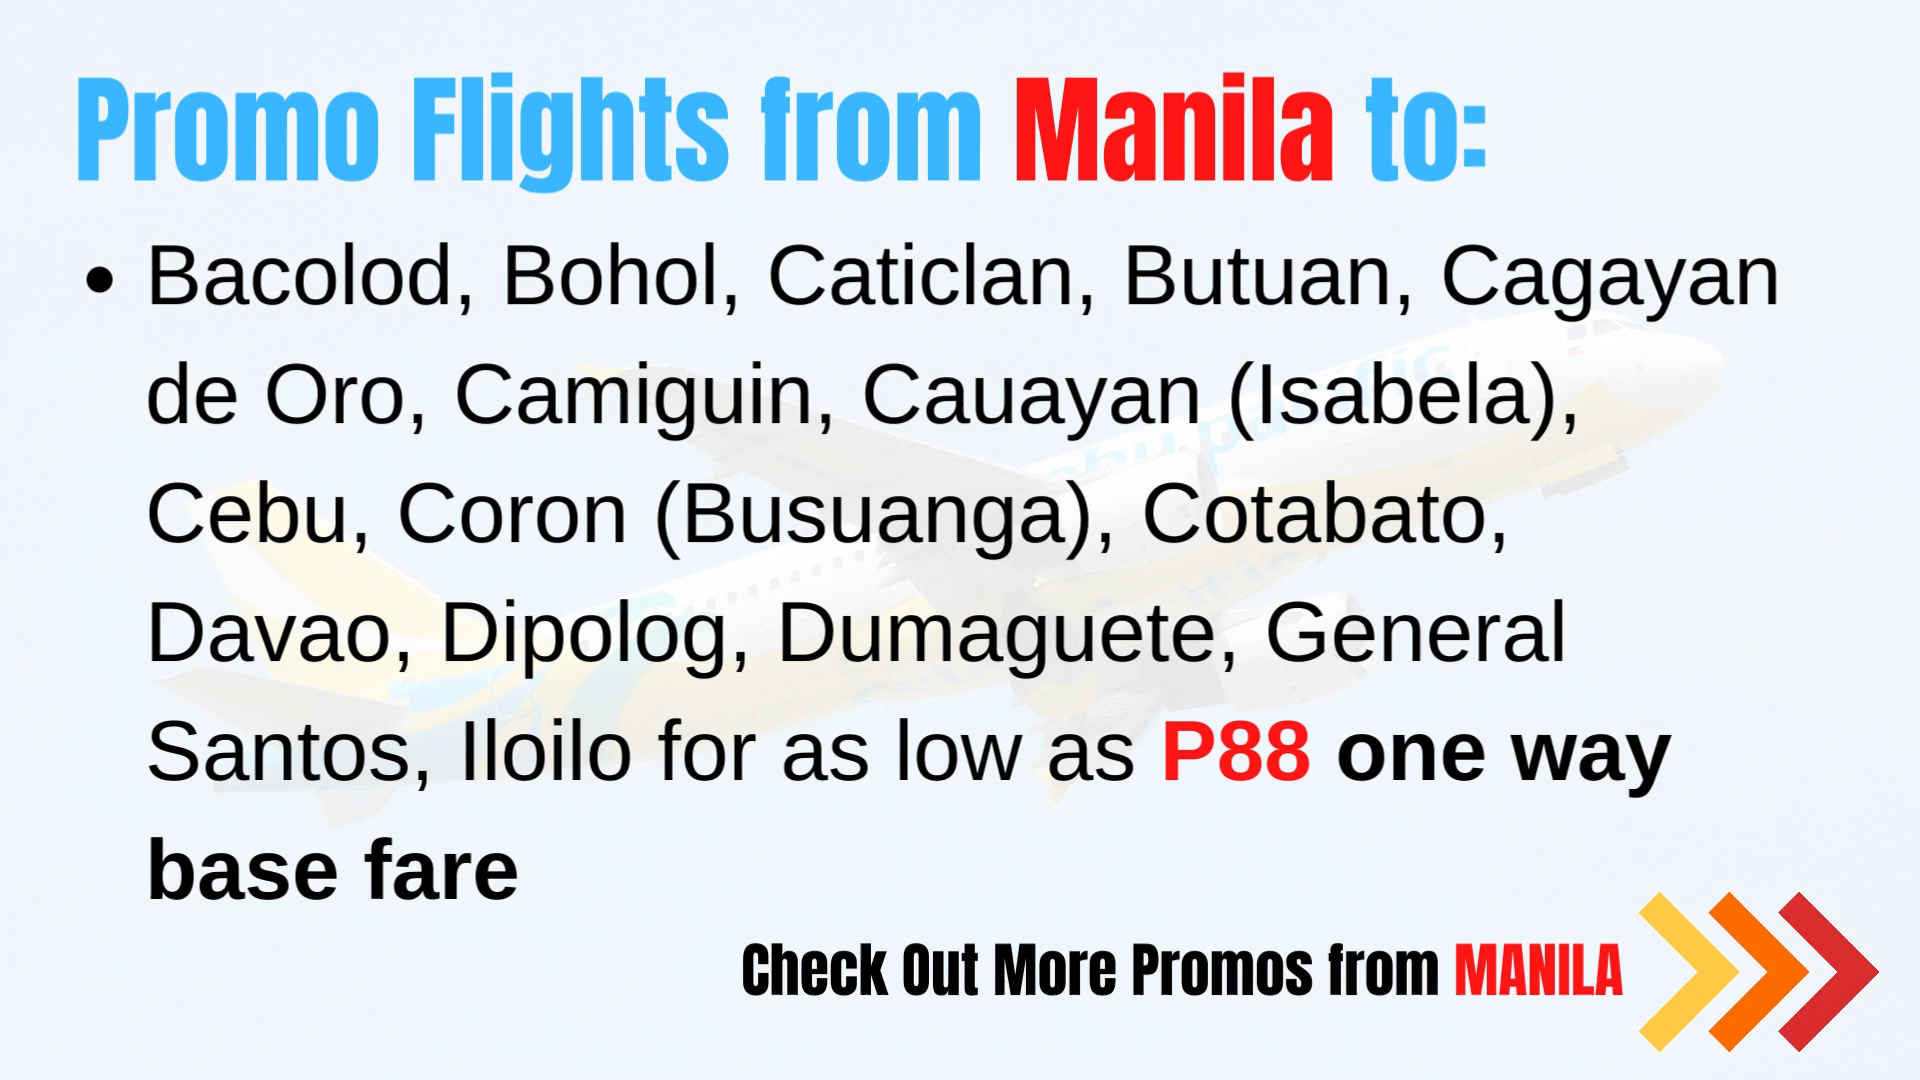 Promo Flights from Manila to:
• Bacolod, Bohol, Caticlan, Butuan, Cagayan
de Oro, Camiguin, Cauayan (Isabela),
Cebu, Coron (Busuanga), Cotabato,
Davao, Dipolog, Dumaguete, General
Santos, Iloilo for as low as P88 one way
base fare
Check Out More Promos from MANILA